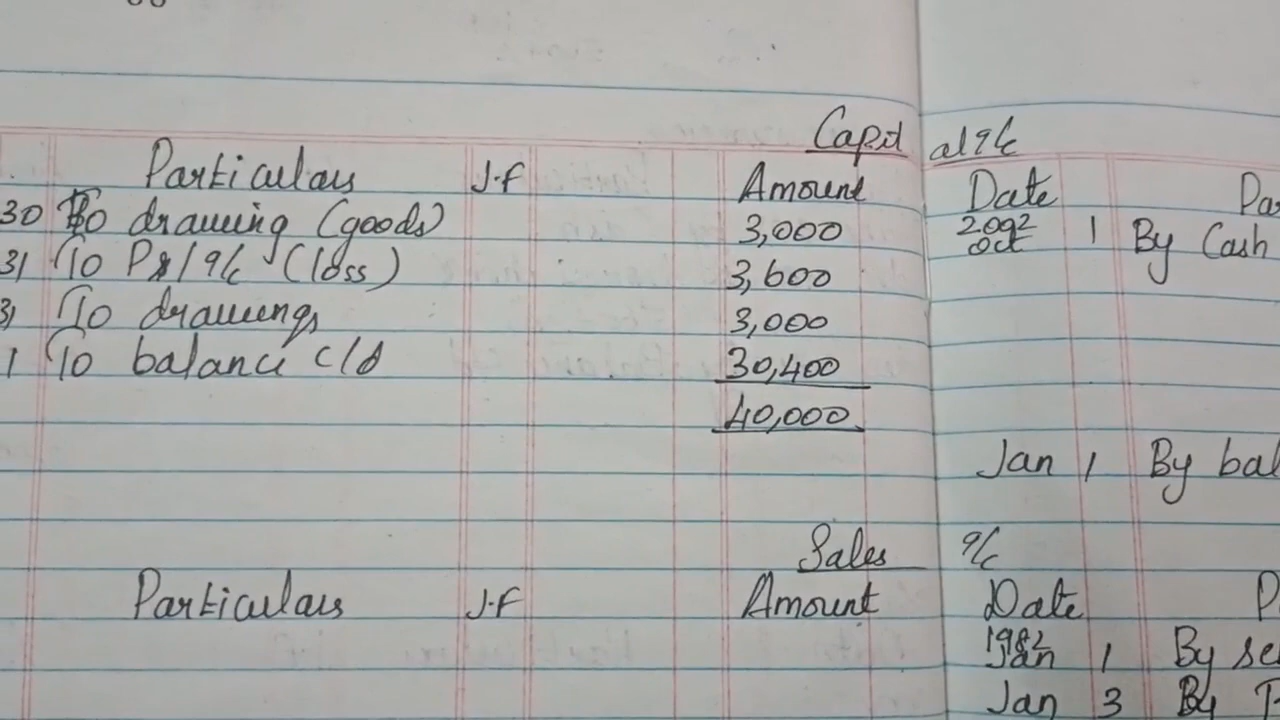 Capital a/c
Particulars J.F Amount Date Pa
30 To drawing (goods) 3,000 2002 Oct 1 By Cash
31 To P&/a/c (loss) 3,600
31 To drawings 3,000
1 To balance c/d 30,400
40,000
Jan 1 By bal
Sales a/c
Particulars J.F Amount Date P
1982 Jan 1 By se
Jan 3 By